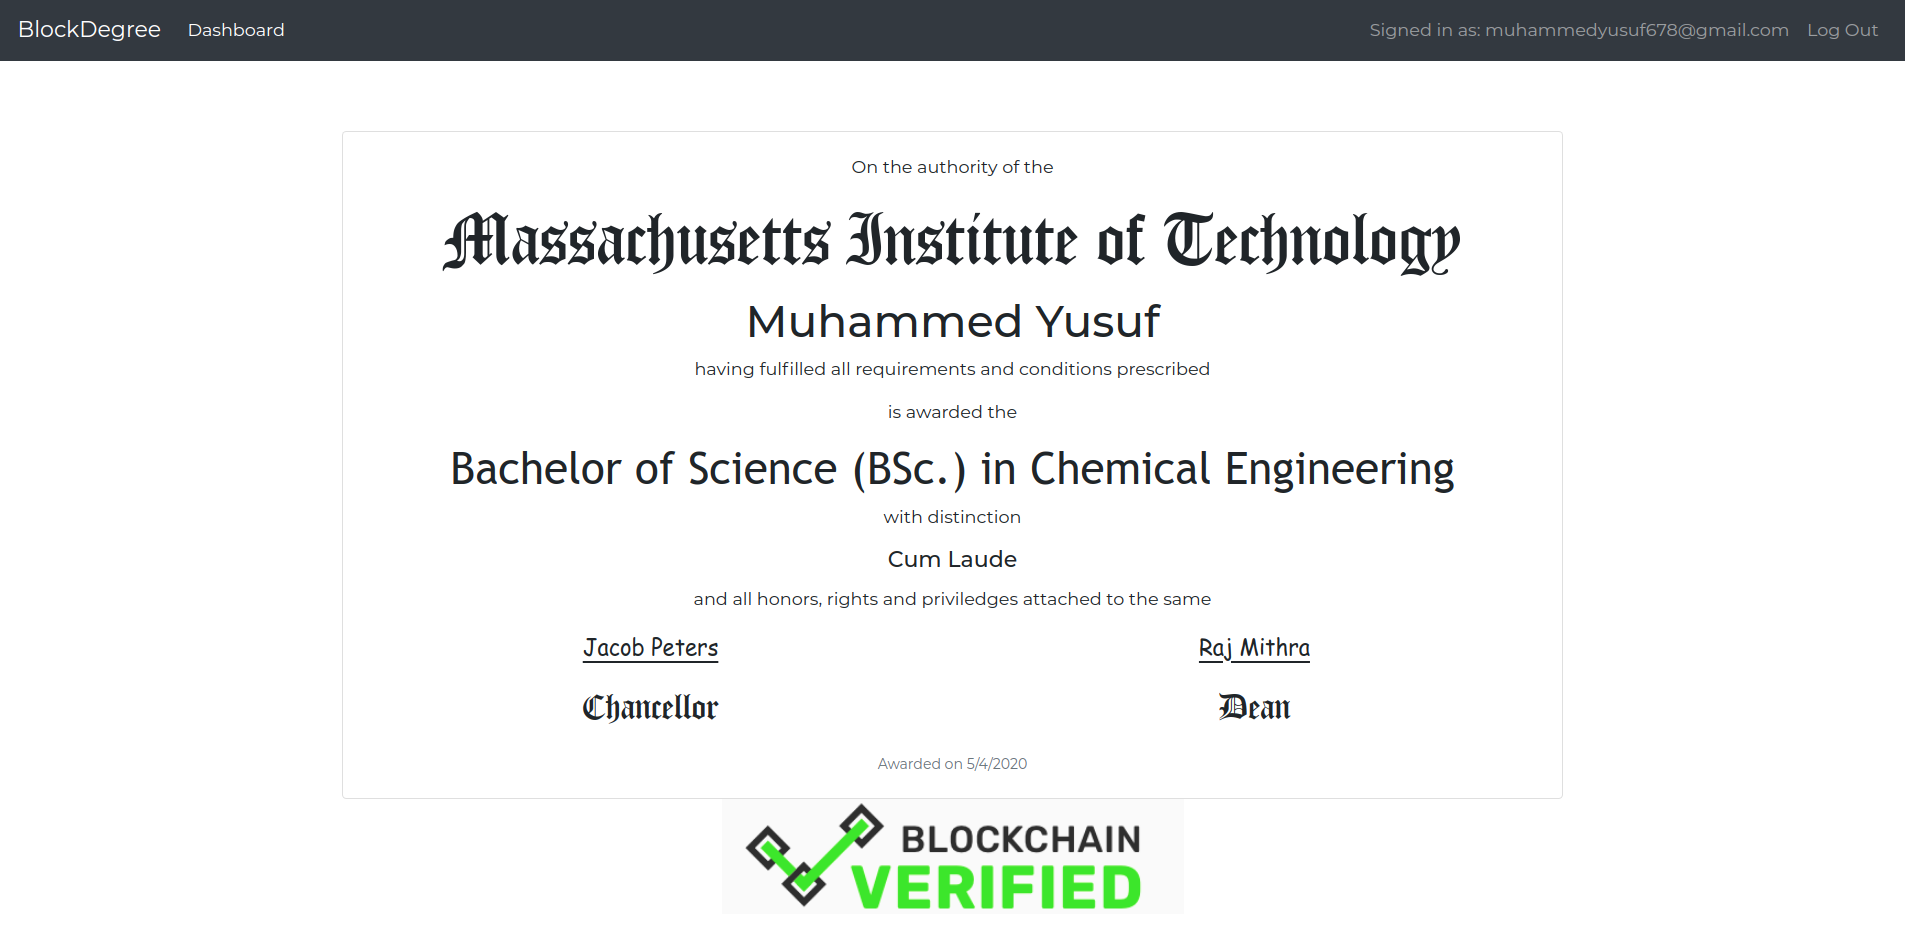 BlockDegree Dashboard Signed in as: muhammedyusuf678@gmail.com Log Out
On the authority of the
Massachusetts Institute of Technology
Muhammed Yusuf
having fulfilled all requirements and conditions prescribed
is awarded the
Bachelor of Science (BSc.) in Chemical Engineering
with distinction
Cum Laude
and all honors, rights and priviledges attached to the same
Jacob Peters Raj Mithra
Chancellor Dean
Awarded on 5/4/2020
BLOCKCHAIN
VERIFIED